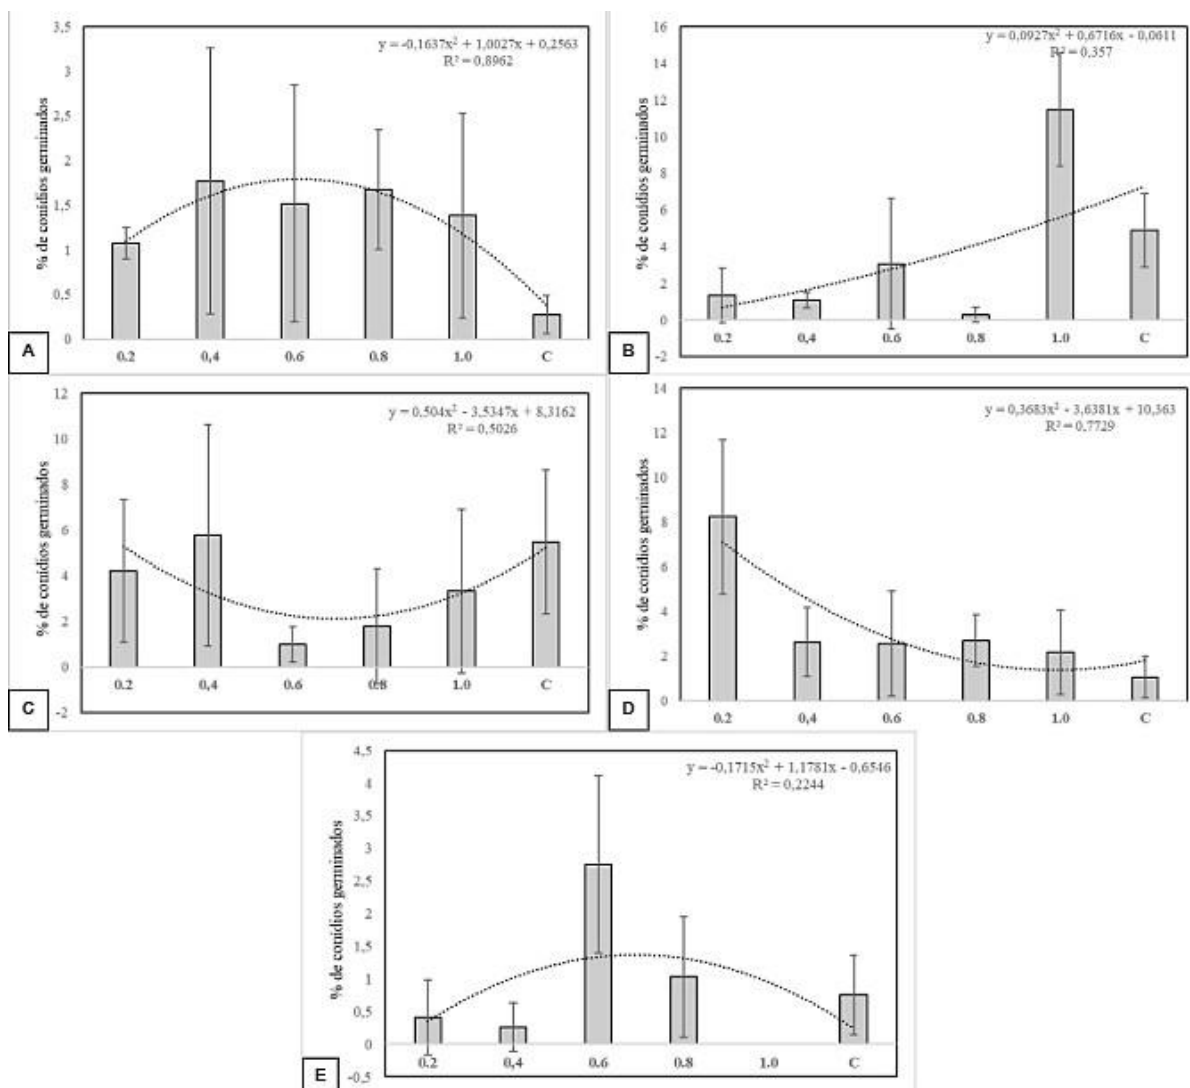 3,5
3
2,5
2
1,5
1
0,5
0
% de conídios germinados
y = -0,1637x² + 1,0027x + 0,2563
R² = 0,8962
0.2 0,4 0.6 0.8 1.0 C
A
16
14
12
10
8
6
4
2
0
-2
% de conídios germinados
y = 0,0927x² + 0,6716x - 0,0611
R² = 0,357
0.2 0,4 0.6 0.8 1.0 C
B
12
10
8
6
4
2
0
-2
% de conídios germinados
y = 0,504x² - 3,5347x + 8,3162
R² = 0,5026
0.2 0,4 0.6 0.8 1.0 C
C
14
12
10
8
6
4
2
0
% de conídios germinados
y = 0,3683x² - 3,6381x + 10,363
R² = 0,7729
0.2 0,4 0.6 0.8 1.0 C
D
4,5
4
3,5
3
2,5
2
1,5
1
0,5
0
-0,5
% de conídios germinados
y = -0,1715x² + 1,1781x - 0,6546
R² = 0,2244
0.2 0,4 0.6 0.8 1.0 C
E